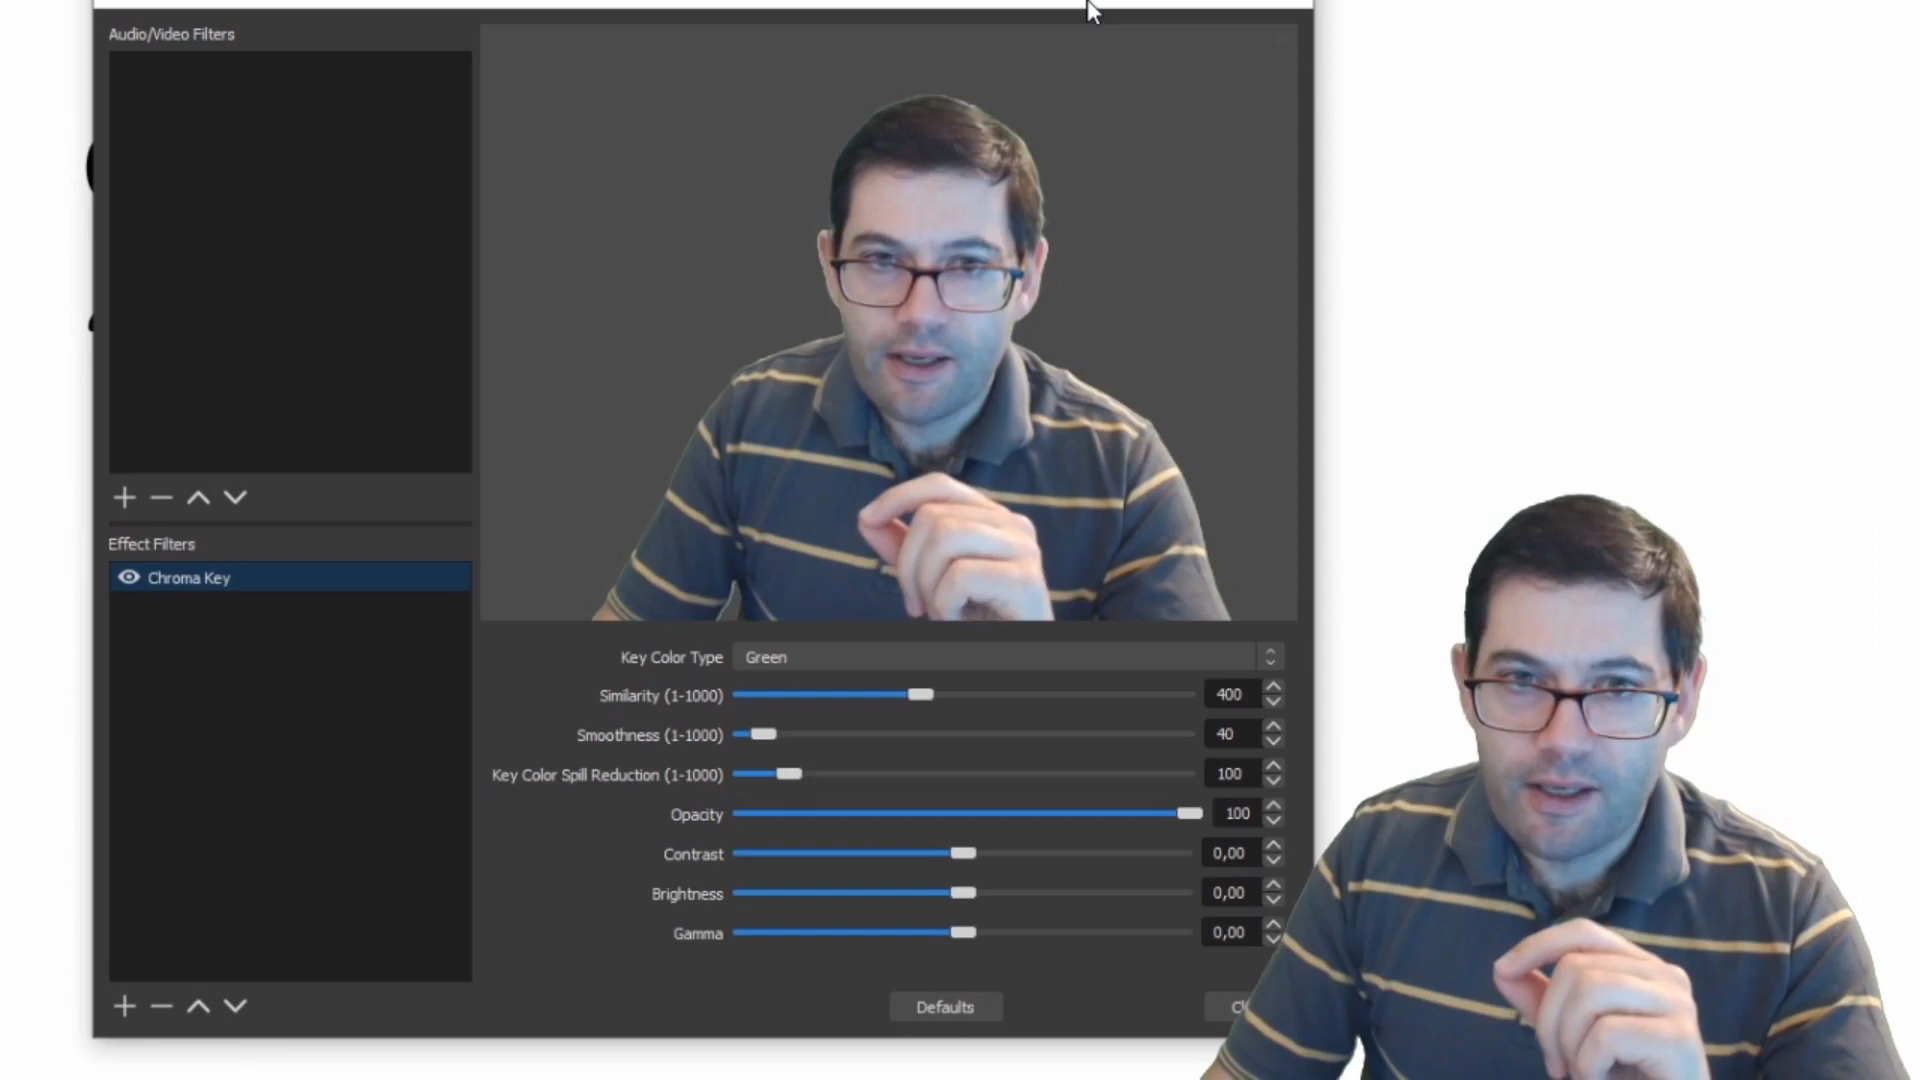 Audio/Video Filters
Effect Filters
Chroma Key
Key Color Type Green
Similarity (1-1000) 400
Smoothness (1-1000) 40
Key Color Spill Reduction (1-1000) 100
Opacity 100
Contrast 0,00
Brightness 0,00
Gamma 0,00
Defaults